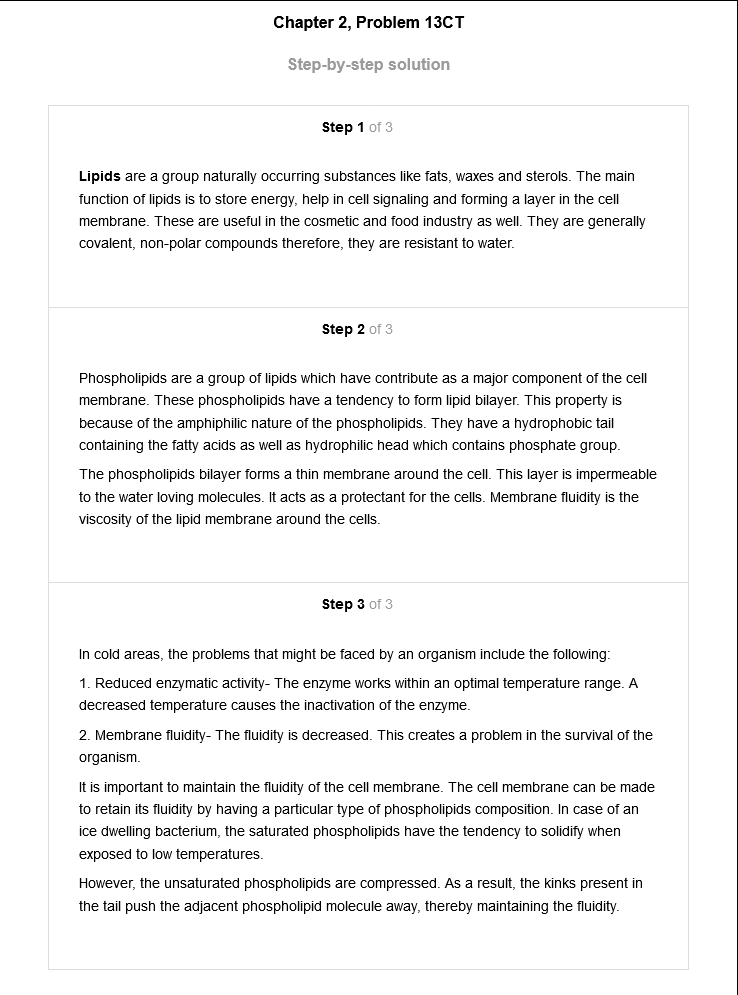 Chapter 2, Problem 13CT
Step-by-step solution
Step 1 of 3
Lipids are a group naturally occurring substances like fats, waxes and sterols. The main
function of lipids is to store energy, help in cell signaling and forming a layer in the cell
membrane. These are useful in the cosmetic and food industry as well. They are generally
covalent, non-polar compounds therefore, they are resistant to water.
Step 2 of 3
Phospholipids are a group of lipids which have contribute as a major component of the cell
membrane. These phospholipids have a tendency to form lipid bilayer. This property is
because of the amphiphilic nature of the phospholipids. They have a hydrophobic tail
containing the fatty acids as well as hydrophilic head which contains phosphate group.
The phospholipids bilayer forms a thin membrane around the cell. This layer is impermeable
to the water loving molecules. It acts as a protectant for the cells. Membrane fluidity is the
viscosity of the lipid membrane around the cells.
Step 3 of 3
In cold areas, the problems that might be faced by an organism include the following:
1. Reduced enzymatic activity- The enzyme works within an optimal temperature range. A
decreased temperature causes the inactivation of the enzyme.
2. Membrane fluidity- The fluidity is decreased. This creates a problem in the survival of the
organism.
It is important to maintain the fluidity of the cell membrane. The cell membrane can be made
to retain its fluidity by having a particular type of phospholipids composition. In case of an
ice dwelling bacterium, the saturated phospholipids have the tendency to solidify when
exposed to low temperatures.
However, the unsaturated phospholipids are compressed. As a result, the kinks present in
the tail push the adjacent phospholipid molecule away, thereby maintaining the fluidity.